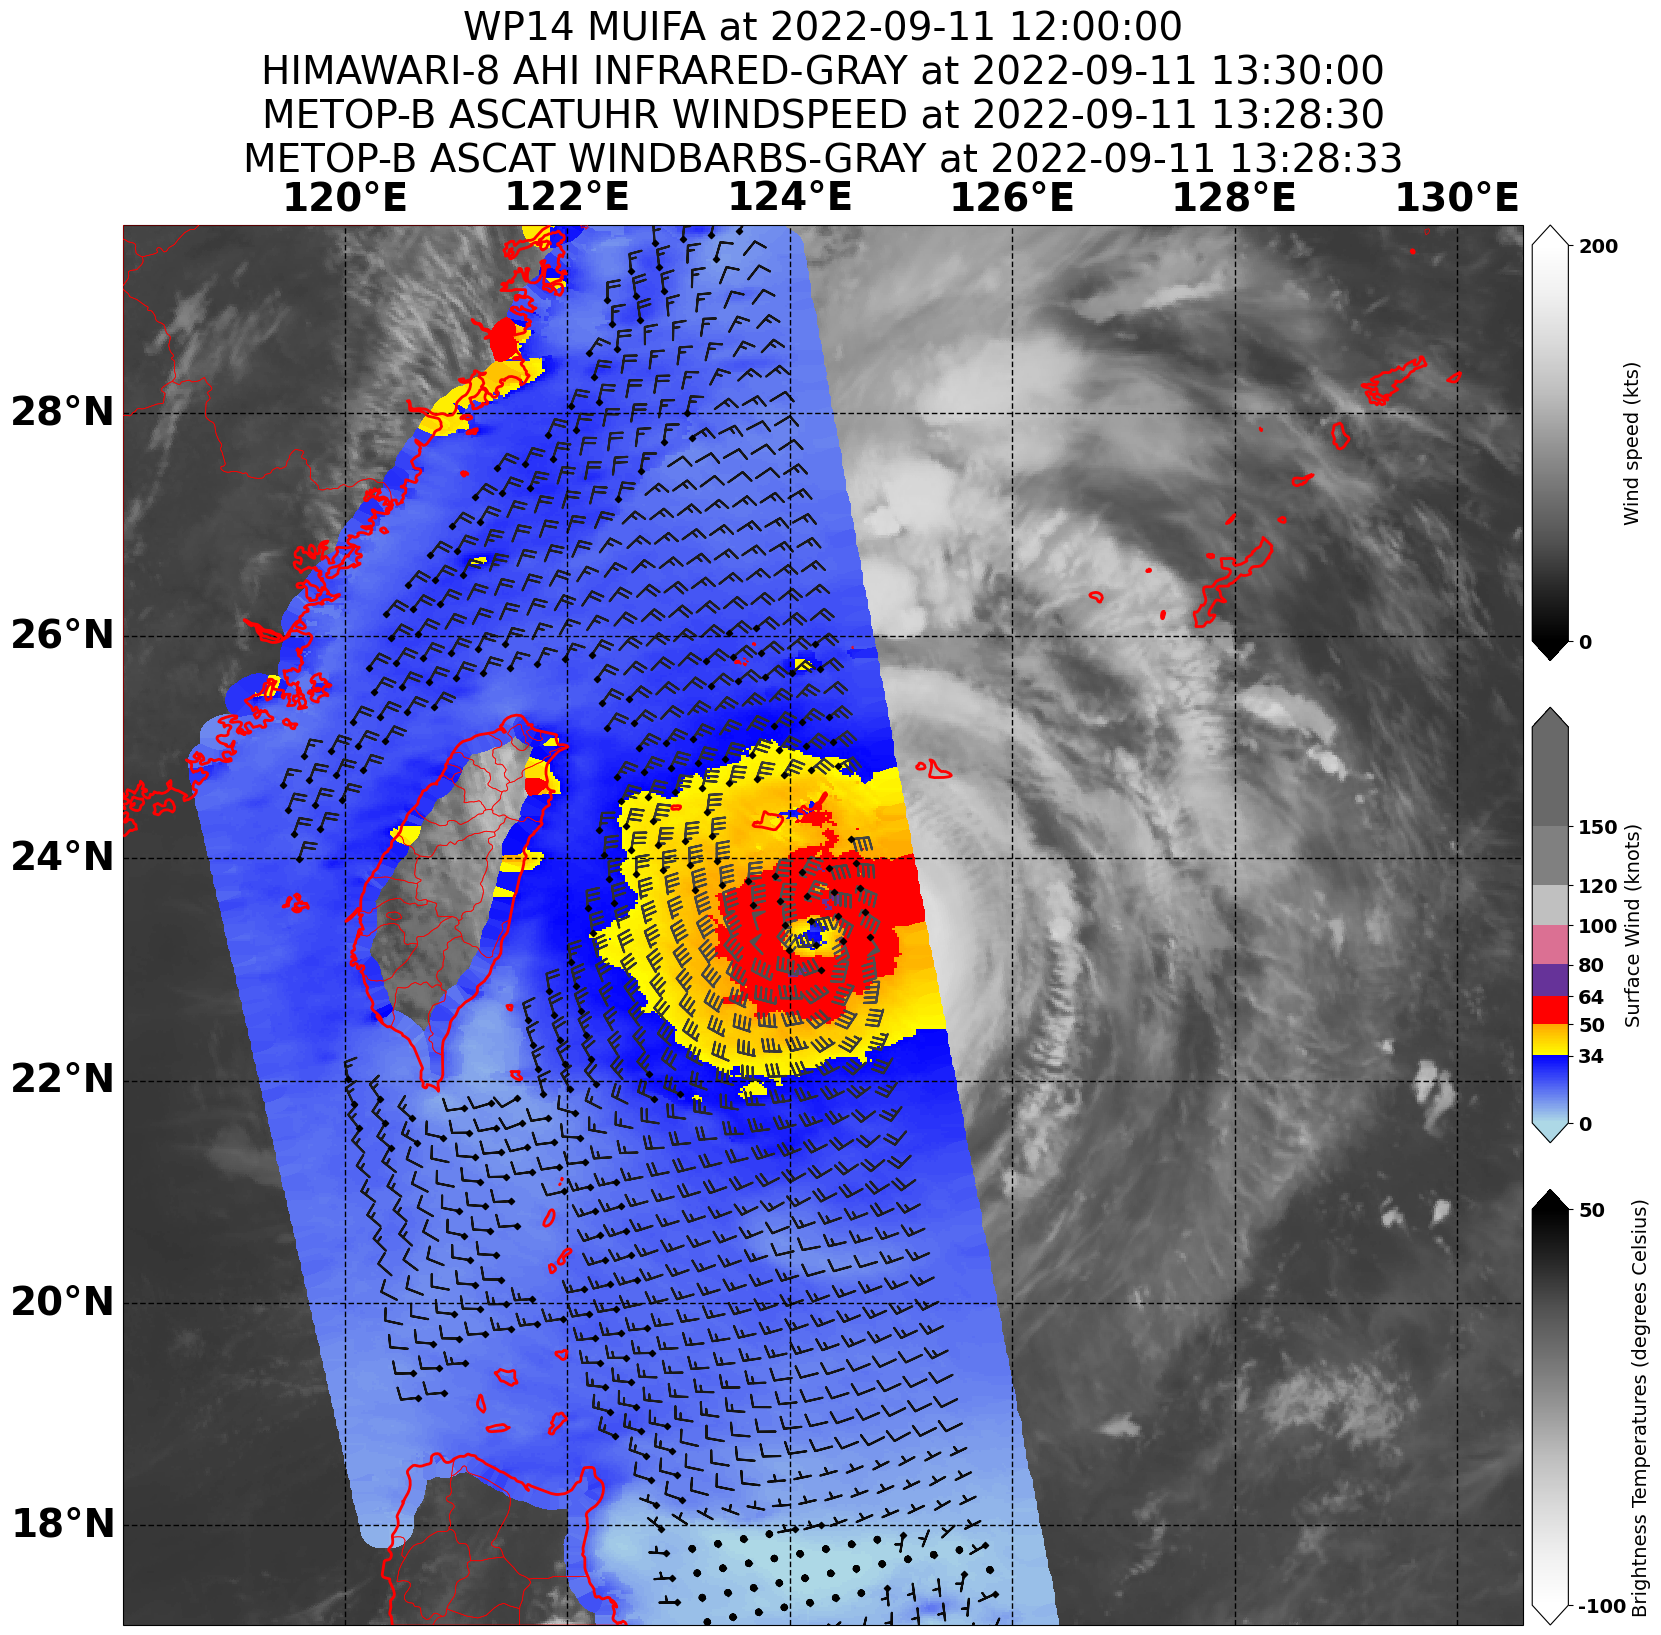 WP14 MUIFA at 2022-09-11 12:00:00
HIMAWARI-8 AHI INFRARED-GRAY at 2022-09-11 13:30:00
METOP-B ASCATUHR WINDSPEED at 2022-09-11 13:28:30
METOP-B ASCAT WINDBARBS-GRAY at 2022-09-11 13:28:33
120°E 122°E 124°E 126°E 128°E 130°E
28°N
26°N
24°N
22°N
20°N
18°N
200
0
Wind speed (kts)
150
120
100
80
64
50
34
0
Surface Wind (knots)
50
-100
Brightness Temperatures (degrees Celsius)